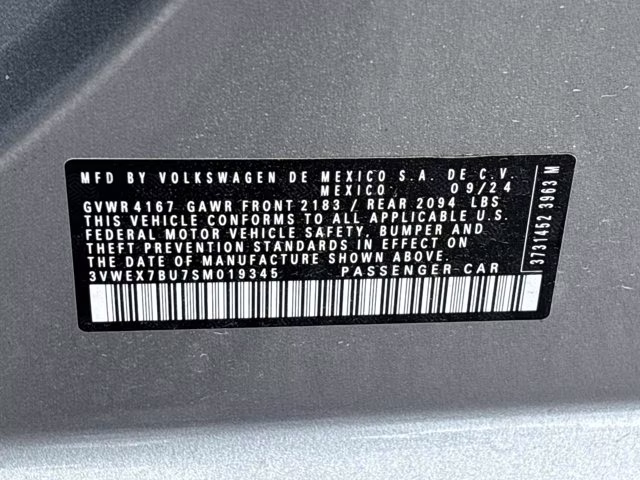 MFD BY VOLKSWAGEN DE MEXICO S.A. DE C.V.
MEXICO 09/24
GVWR 4167 GAWR FRONT 2183 / REAR 2094 LBS
THIS VEHICLE CONFORMS TO ALL APPLICABLE U.S.
FEDERAL MOTOR VEHICLE SAFETY, BUMPER AND
THEFT PREVENTION STANDARDS IN EFFECT ON
THE DATE OF MANUFACTURE SHOWN ABOVE.
3VWEX7BU7SM019345 PASSENGER CAR
3731452 3963 M